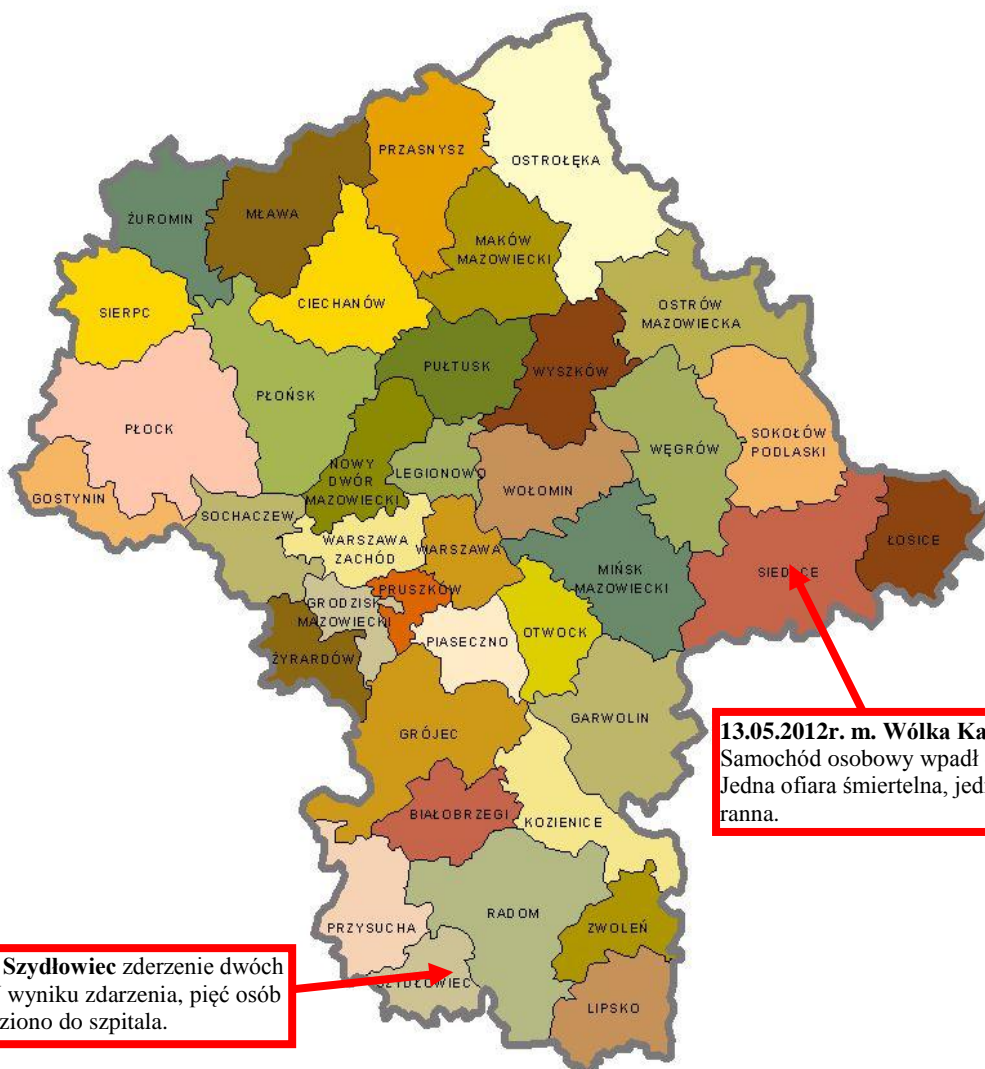 PRZASNYSZ
OSTROŁĘKA
ŻUROMIN
MŁAWA
MAKÓW
MAZOWIECKI
SIERPC
CIECHANÓW
OSTRÓW
MAZOWIECKA
PUŁTUSK
WYSZKÓW
PŁOŃSK
PŁOCK
SOKOŁÓW
PODLASKI
WĘGRÓW
NOWY
DWÓR
MAZOWIECKI
LEGIONOWO
WOŁOMIN
GOSTYNIN
SOCHACZEW
WARSZAWA
ZACHÓD
WARSZAWA
ŁOSICE
MIŃSK
MAZOWIECKI
SIEDLCE
PRUSZKÓW
GRODZISK
MAZOWIECKI
PIASECZNO
OTWOCK
ŻYRARDÓW
GARWOLIN
GRÓJEC
13.05.2012r. m. Wólka Ka
Samochód osobowy wpadł
Jedna ofiara śmiertelna, jed
ranna.
BIAŁOBRZEGI
KOZIENICE
RADOM
PRZYSUCHA
ZWOLEŃ
Szydłowiec zderzenie dwóch
wyniku zdarzenia, pięć osób
ziono do szpitala.
SZYDŁOWIEC
LIPSKO